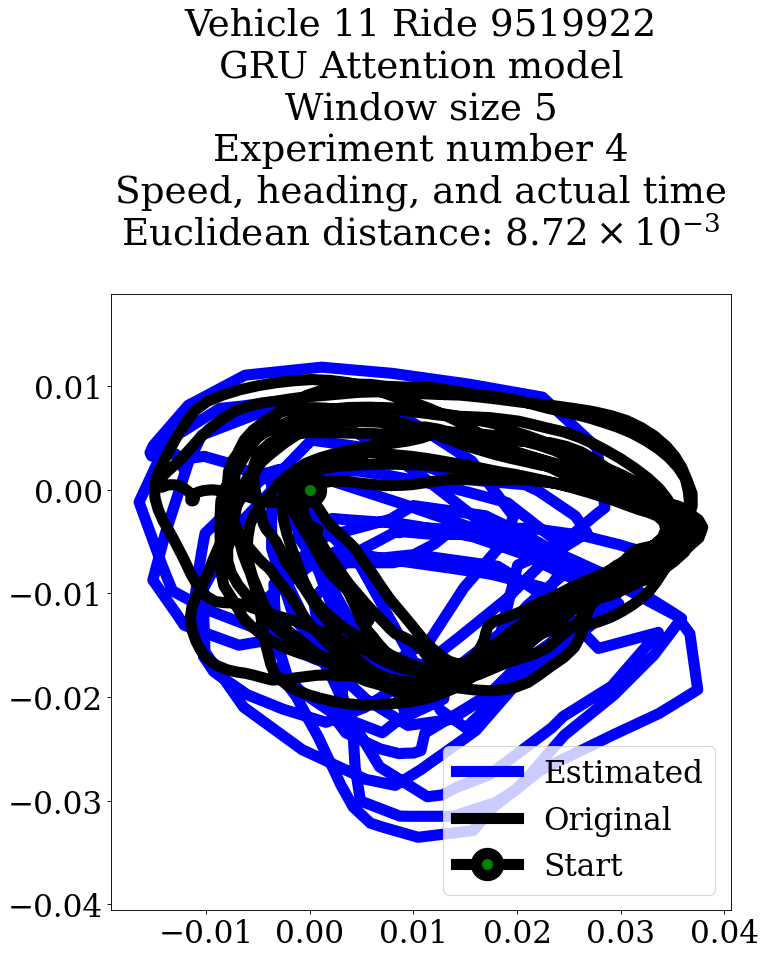 Vehicle 11 Ride 9519922
GRU Attention model
Window size 5
Experiment number 4
Speed, heading, and actual time
Euclidean distance: 8.72 × 10⁻³
0.01
0.00
−0.01
−0.02
−0.03
−0.04
Estimated
Original
Start
−0.01 0.00 0.01 0.02 0.03 0.04